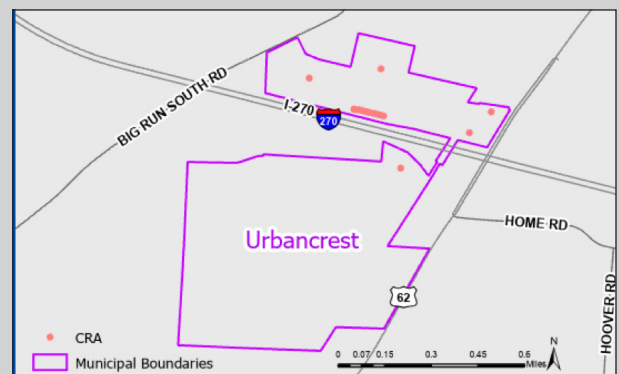 BIG RUN SOUTH RD
I-270
270
Urbancrest
HOME RD
62
HOOVER RD
CRA
Municipal Boundaries
0 0.07 0.15 0.3 0.45 0.6
Miles
N